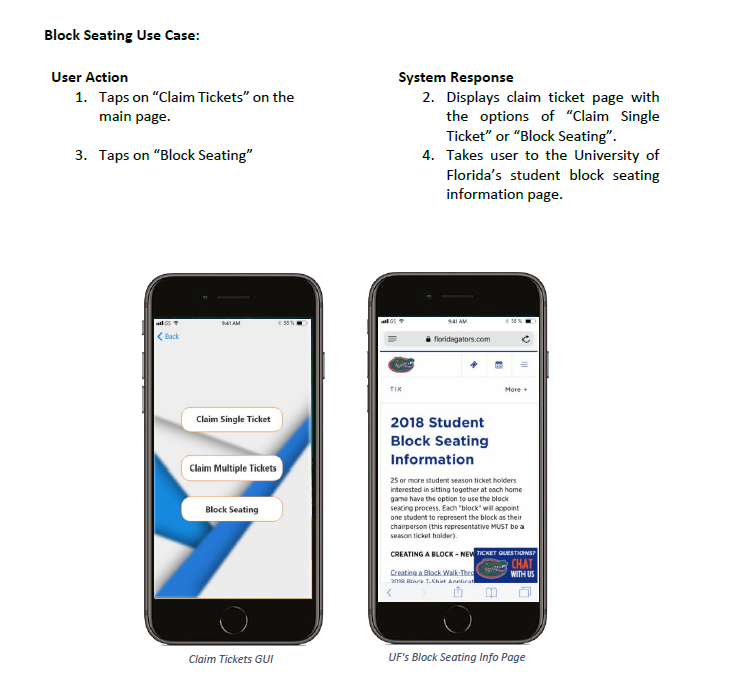 Block Seating Use Case:
User Action
1. Taps on “Claim Tickets” on the
main page.
3. Taps on “Block Seating”
System Response
2. Displays claim ticket page with
the options of “Claim Single
Ticket” or “Block Seating”.
4. Takes user to the University of
Florida’s student block seating
information page.
GS 9:41 AM 58%
Back
Claim Single Ticket
Claim Multiple Tickets
Block Seating
Claim Tickets GUI
GS 9:41 AM 58%
floridagators.com
TIX More +
2018 Student
Block Seating
Information
25 or more student season ticket holders
interested in sitting together at each home
game have the option to use the block
seating process. Each "block" will appoint
one student to represent the block as their
chairperson (this representative MUST be a
season ticket holder).
CREATING A BLOCK - NEW
TICKET QUESTIONS?
CHAT
WITH US
Creating a Block Walk-Thro
2018 Block T-Shirt Applicat
UF's Block Seating Info Page